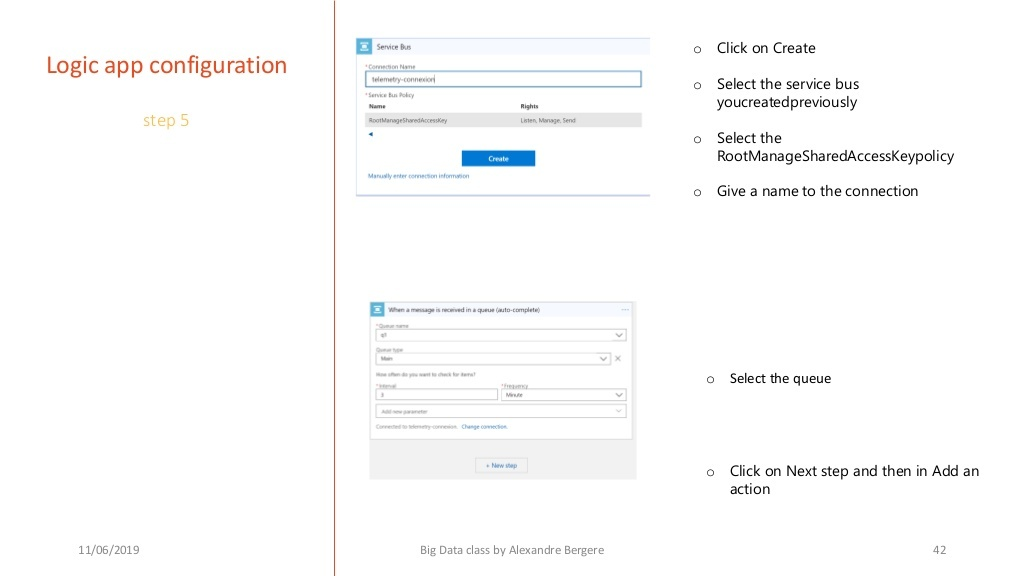 Logic app configuration
step 5
Service Bus
* Connection Name
telemetry-connexion
* Service Bus Policy
Name Rights
RootManageSharedAccessKey Listen, Manage, Send
Create
Manually enter connection information
o Click on Create
o Select the service bus
youcreatedpreviously
o Select the
RootManageSharedAccessKeypolicy
o Give a name to the connection
When a message is received in a queue (auto-complete)
* Queue name
q1
Queue type
Main
How often do you want to check for items?
* Interval * Frequency
3 Minute
Add new parameter
Connected to telemetry-connexion. Change connection.
+ New step
o Select the queue
o Click on Next step and then in Add an
action
11/06/2019
Big Data class by Alexandre Bergere
42